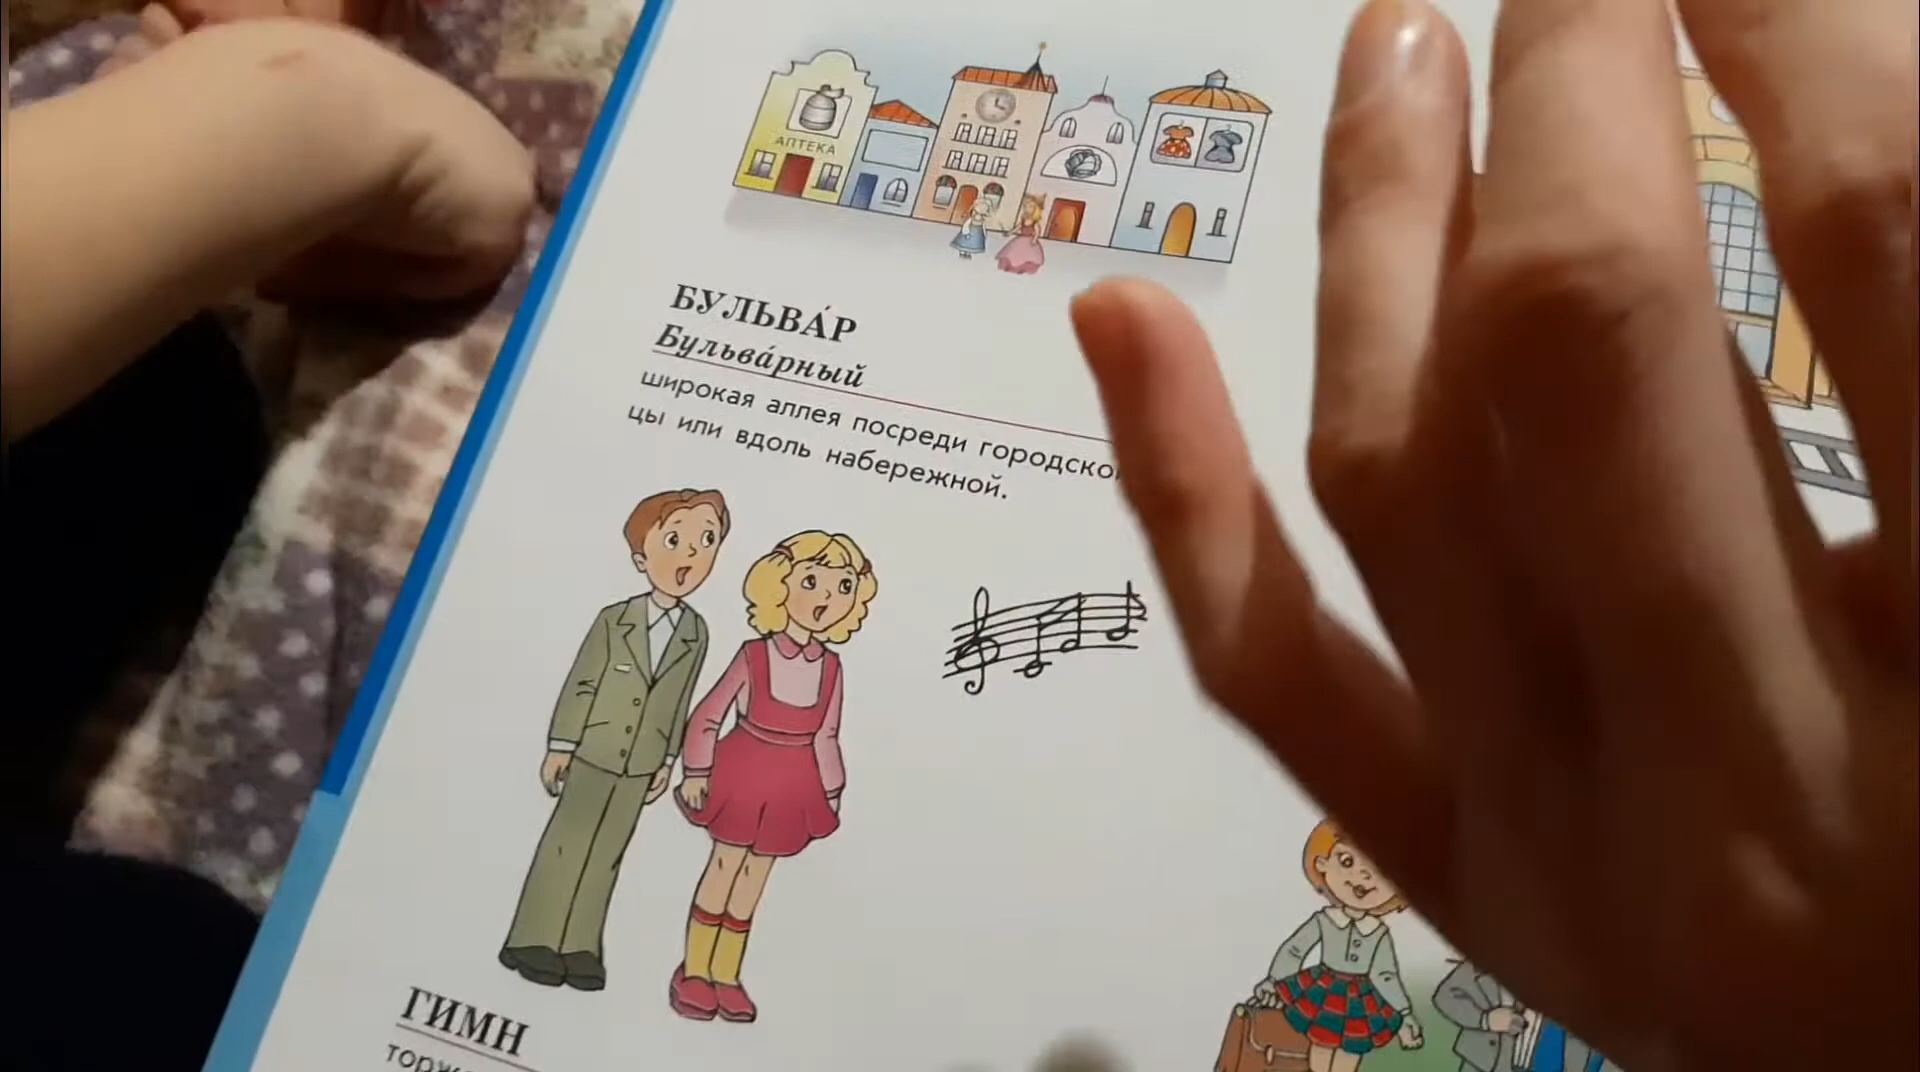 АПТЕКА
БУЛЬВА́Р
Бульва́рный
широкая аллея посреди городской
цы или вдоль набережной.
ГИМН